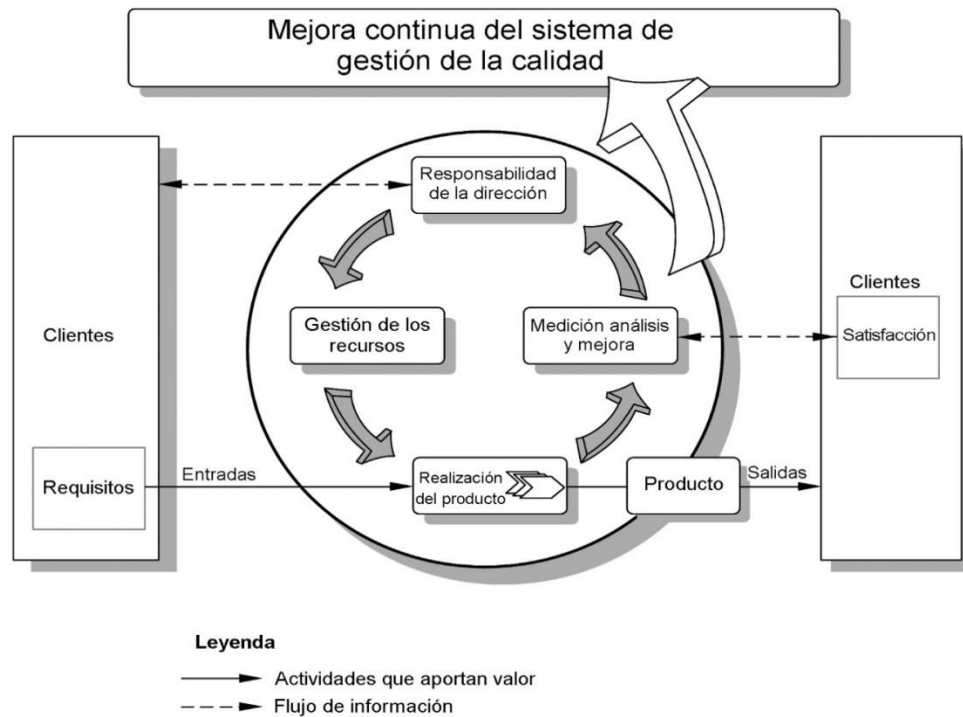 Mejora continua del sistema de
gestión de la calidad
Responsabilidad
de la dirección
Clientes
Gestión de los
recursos
Medición análisis
y mejora
Clientes
Satisfacción
Requisitos
Entradas
Realización
del producto
Producto
Salidas
Leyenda
Actividades que aportan valor
Flujo de información